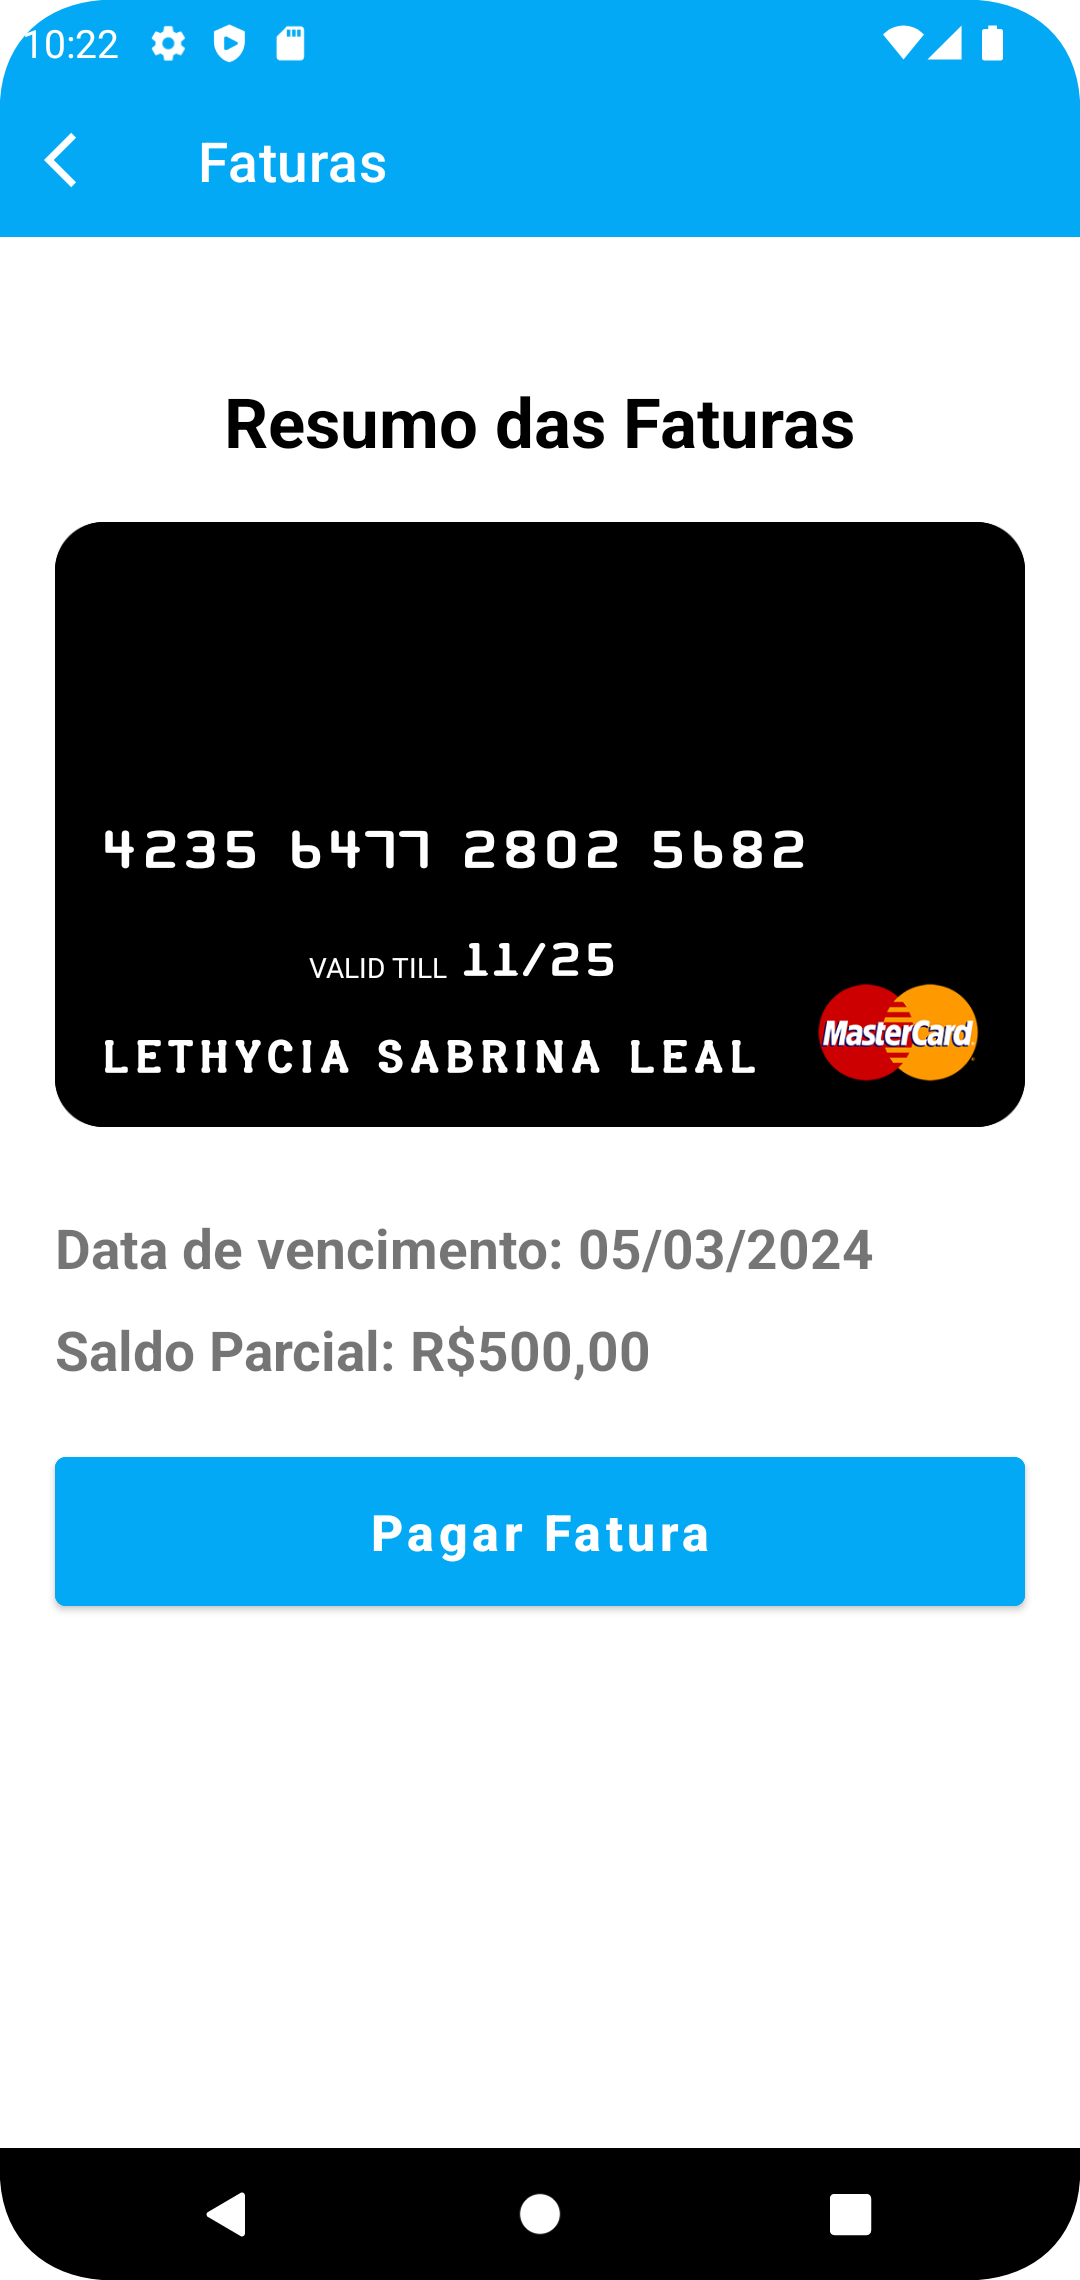 10:22
Faturas
Resumo das Faturas
4235 6477 2802 5682
VALID TILL 11/25
LETHYCIA SABRINA LEAL
MasterCard
Data de vencimento: 05/03/2024
Saldo Parcial: R$500,00
Pagar Fatura